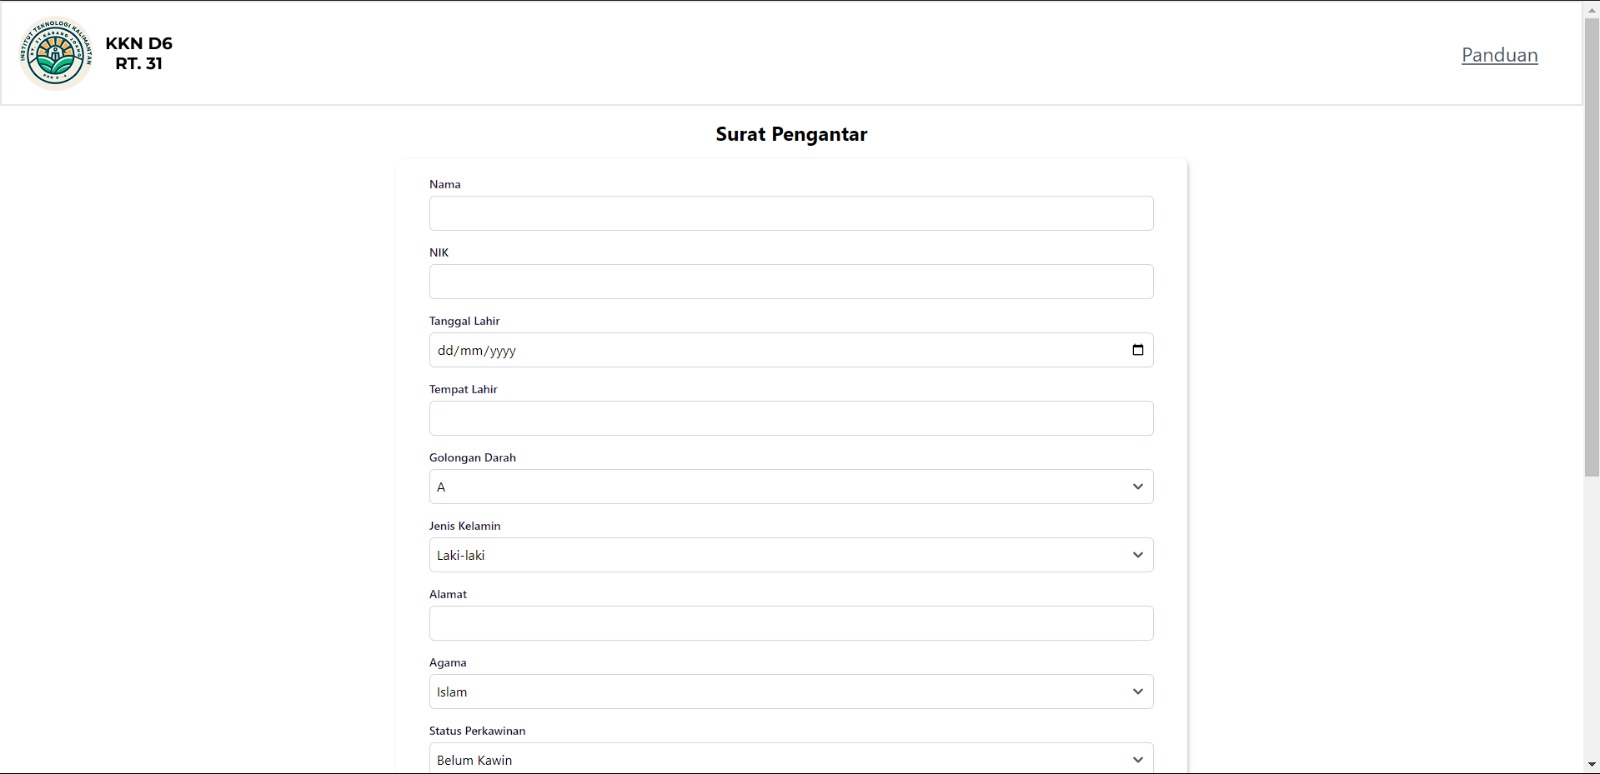 INSTITUT TEKNOLOGI KALIMANTAN
KKN D6
RT. 31
Panduan
Surat Pengantar
Nama
NIK
Tanggal Lahir
dd/mm/yyyy
Tempat Lahir
Golongan Darah
A
Jenis Kelamin
Laki-laki
Alamat
Agama
Islam
Status Perkawinan
Belum Kawin